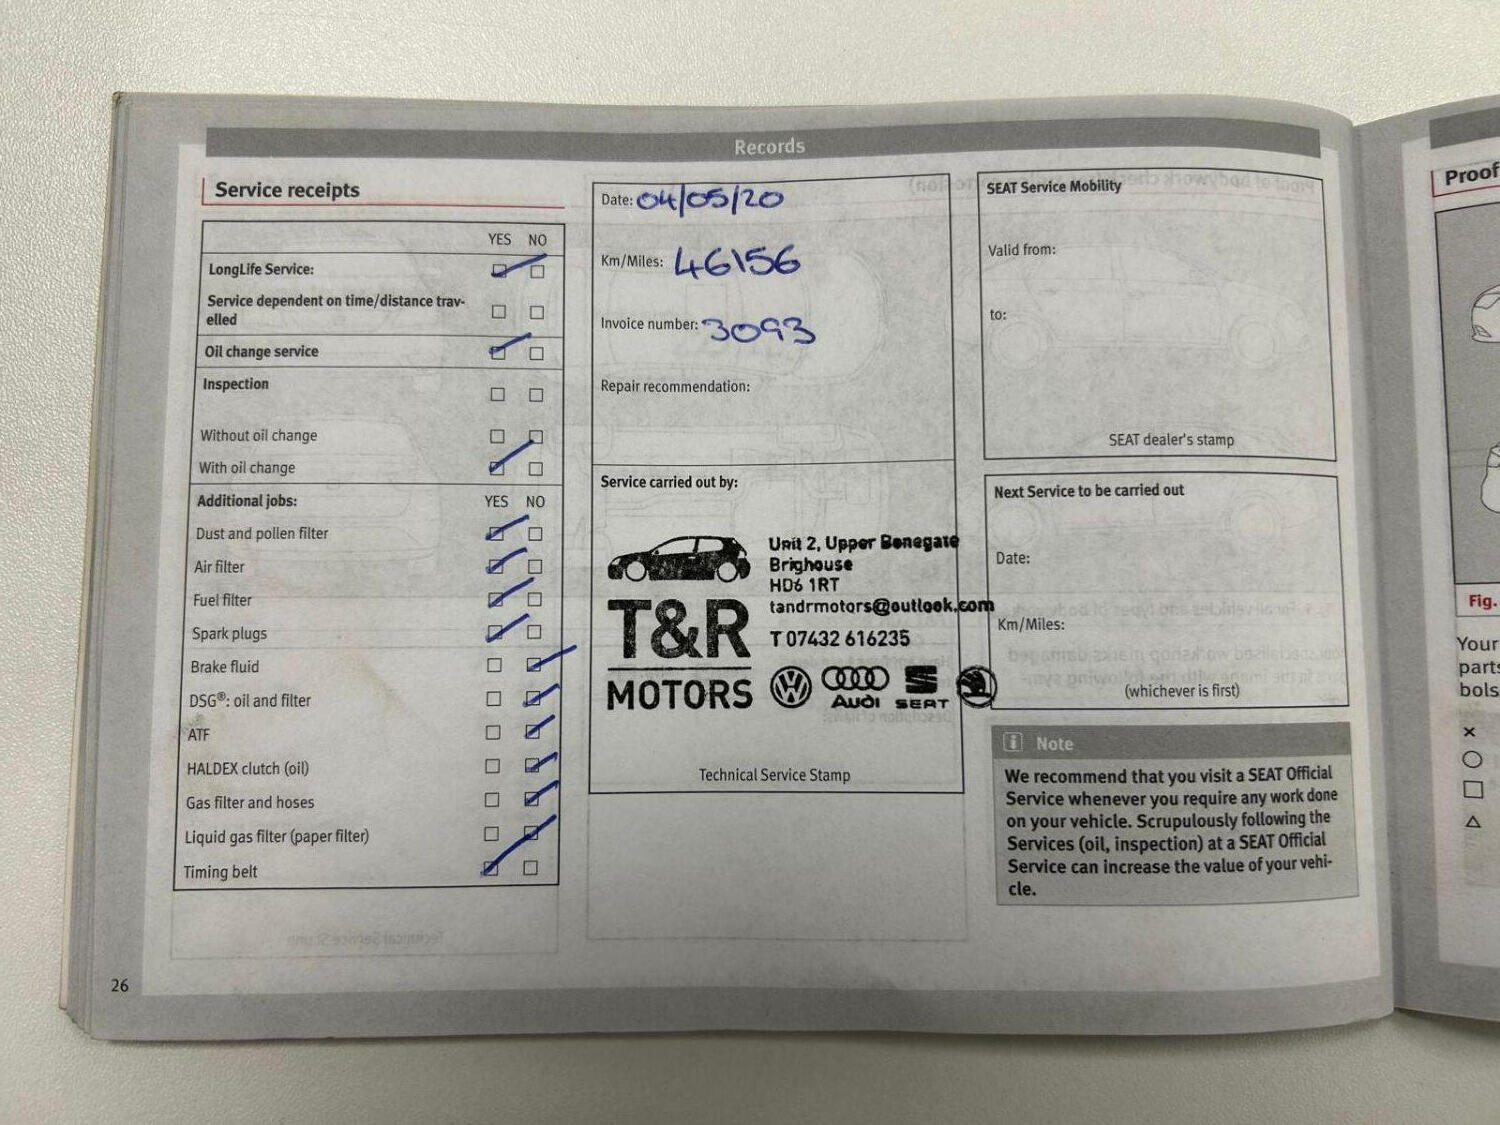 Records
Service receipts
YES NO
LongLife Service:
Service dependent on time/distance trav-
elled
Oil change service
Inspection
Without oil change
With oil change
Additional jobs: YES NO
Dust and pollen filter
Air filter
Fuel filter
Spark plugs
Brake fluid
DSG®: oil and filter
ATF
HALDEX clutch (oil)
Gas filter and hoses
Liquid gas filter (paper filter)
Timing belt
26
Date: 04/05/20
Km/Miles: 46156
Invoice number: 3093
Repair recommendation:
Service carried out by:
Unit 2, Upper Bonegate
Brighouse
HD6 1RT
tandrmotors@outlook.com
T 07432 616235
T&R
MOTORS
Audi SEAT
Technical Service Stamp
SEAT Service Mobility
Valid from:
to:
SEAT dealer's stamp
Next Service to be carried out
Date:
Km/Miles:
(whichever is first)
i Note
We recommend that you visit a SEAT Official
Service whenever you require any work done
on your vehicle. Scrupulously following the
Services (oil, inspection) at a SEAT Official
Service can increase the value of your vehi-
cle.
Proof
Fig.
Your
parts
bols